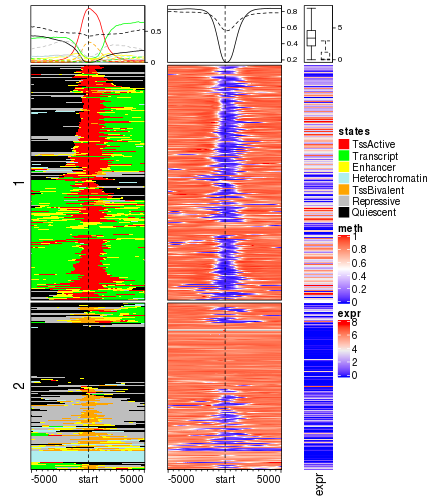 0.5
0
0.8
0.6
0.4
0.2
5
0
1
2
states
TssActive
Transcript
Enhancer
Heterochromatin
TssBivalent
Repressive
Quiescent
meth
1
0.8
0.6
0.4
0.2
0
expr
8
6
4
2
0
-5000 start 5000
-5000 start 5000
expr